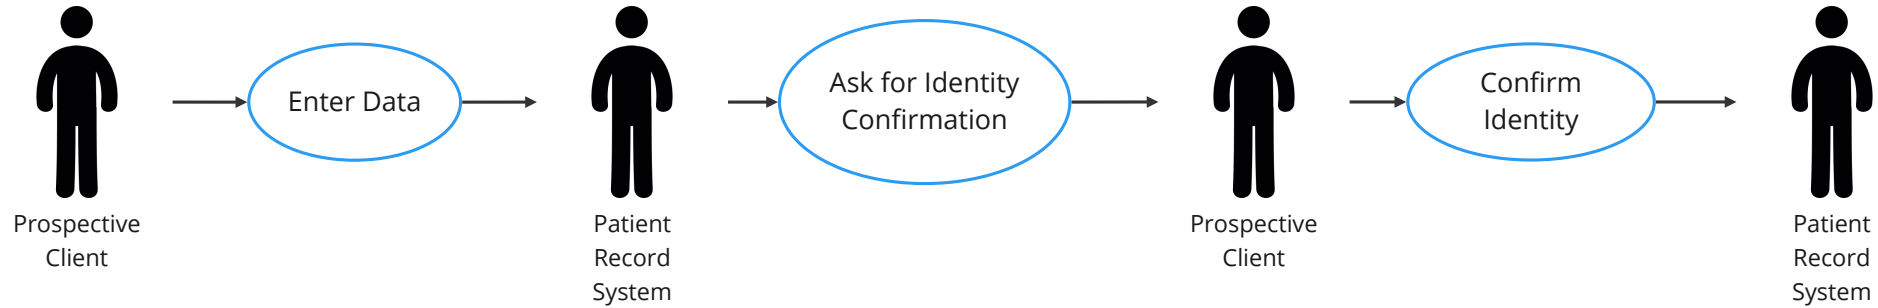 Enter Data
Ask for Identity
Confirmation
Confirm
Identity
Prospective
Client
Patient
Record
System
Prospective
Client
Patient
Record
System